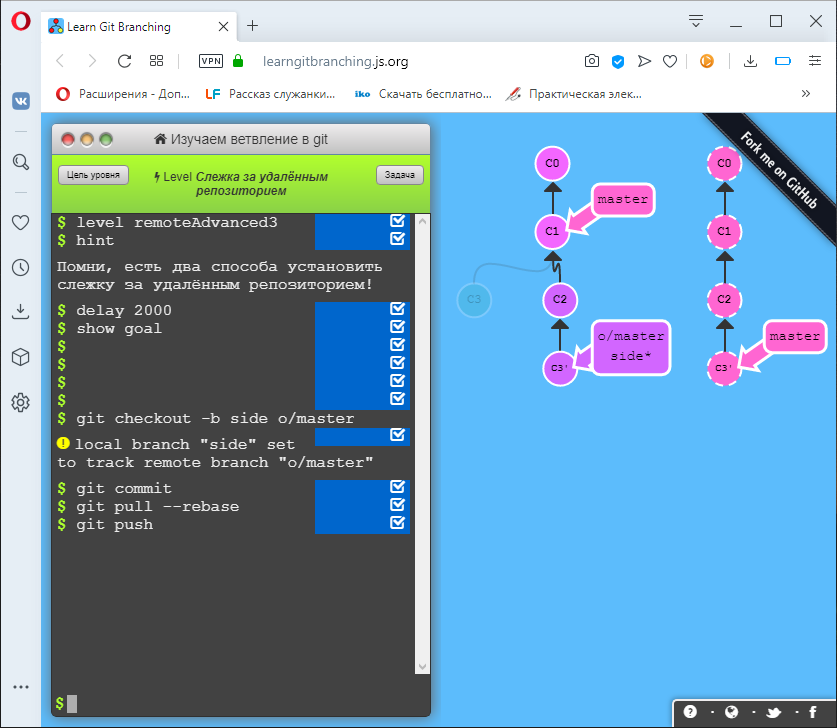 Learn Git Branching
VPN
learngitbranching.js.org
Расширения - Доп...
LF
Рассказ служанки...
iko
Скачать бесплатно...
Практическая элек...
Изучаем ветвление в git
Цель уровня
Level Слежка за удалённым
репозиторием
Задача
$ level remoteAdvanced3
$ hint
Помни, есть два способа установить
слежку за удалённым репозиторием!
$ delay 2000
$ show goal
$
$
$
$
$ git checkout -b side o/master
local branch "side" set
to track remote branch "o/master"
$ git commit
$ git pull --rebase
$ git push
$
C0
master
C1
C3
C2
o/master
side*
C3'
C0
C1
C2
master
C3'
Fork me on GitHub